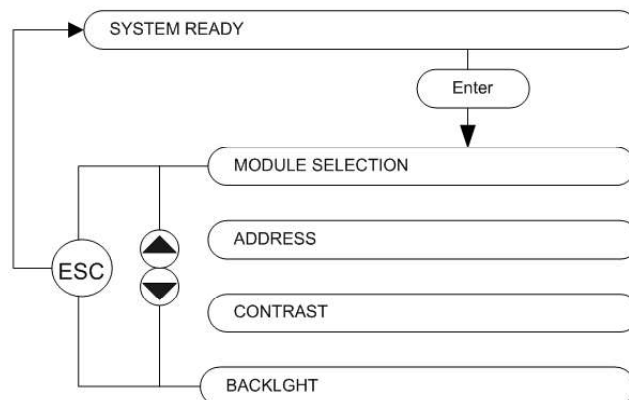 SYSTEM READY
Enter
MODULE SELECTION
ADDRESS
ESC
CONTRAST
BACKLGHT